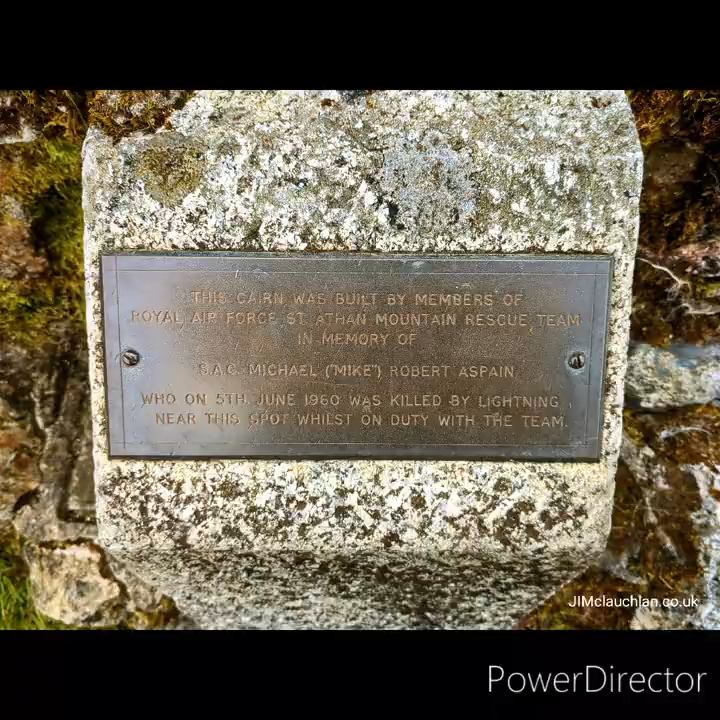 THIS CAIRN WAS BUILT BY MEMBERS OF
ROYAL AIR FORCE ST. ATHAN MOUNTAIN RESCUE TEAM
IN MEMORY OF
S.A.C. MICHAEL ("MIKE") ROBERT ASPAIN
WHO ON 5TH. JUNE 1960 WAS KILLED BY LIGHTNING
NEAR THIS SPOT WHILST ON DUTY WITH THE TEAM.
JIMclauchlan.co.uk
PowerDirector